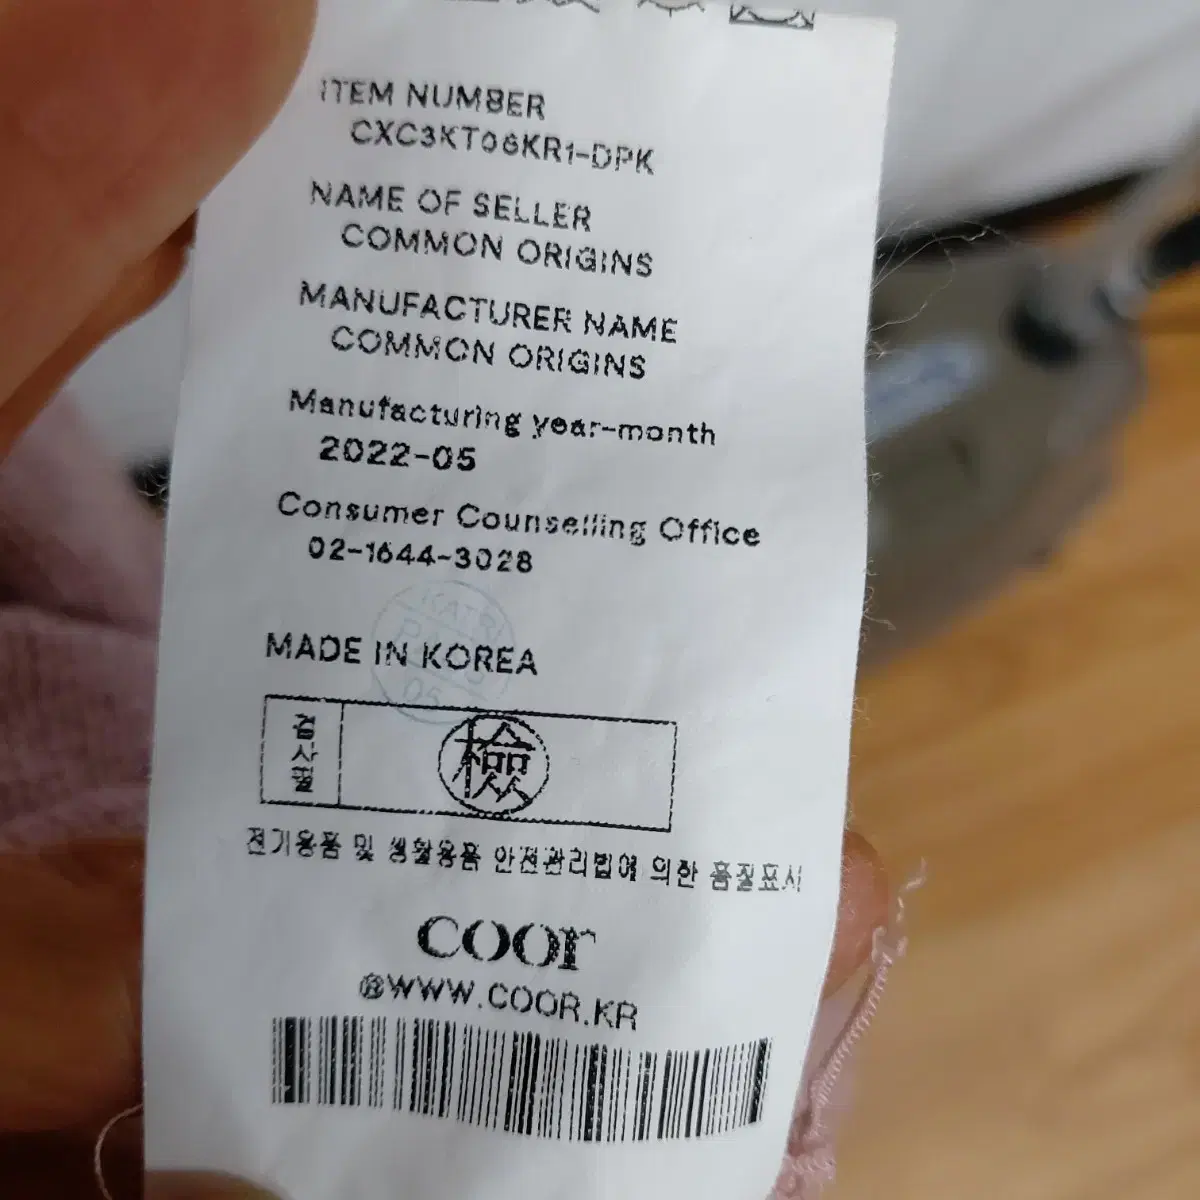 ITEM NUMBER
CXC3KT06KR1-DPK
NAME OF SELLER
COMMON ORIGINS
MANUFACTURER NAME
COMMON ORIGINS
Manufacturing year-month
2022-05
Consumer Counselling Office
02-1644-3028
KATRI
05
MADE IN KOREA
검사필
檢
전기용품 및 생활용품 안전관리법에 의한 품질표시
coor
@WWW.COOR.KR